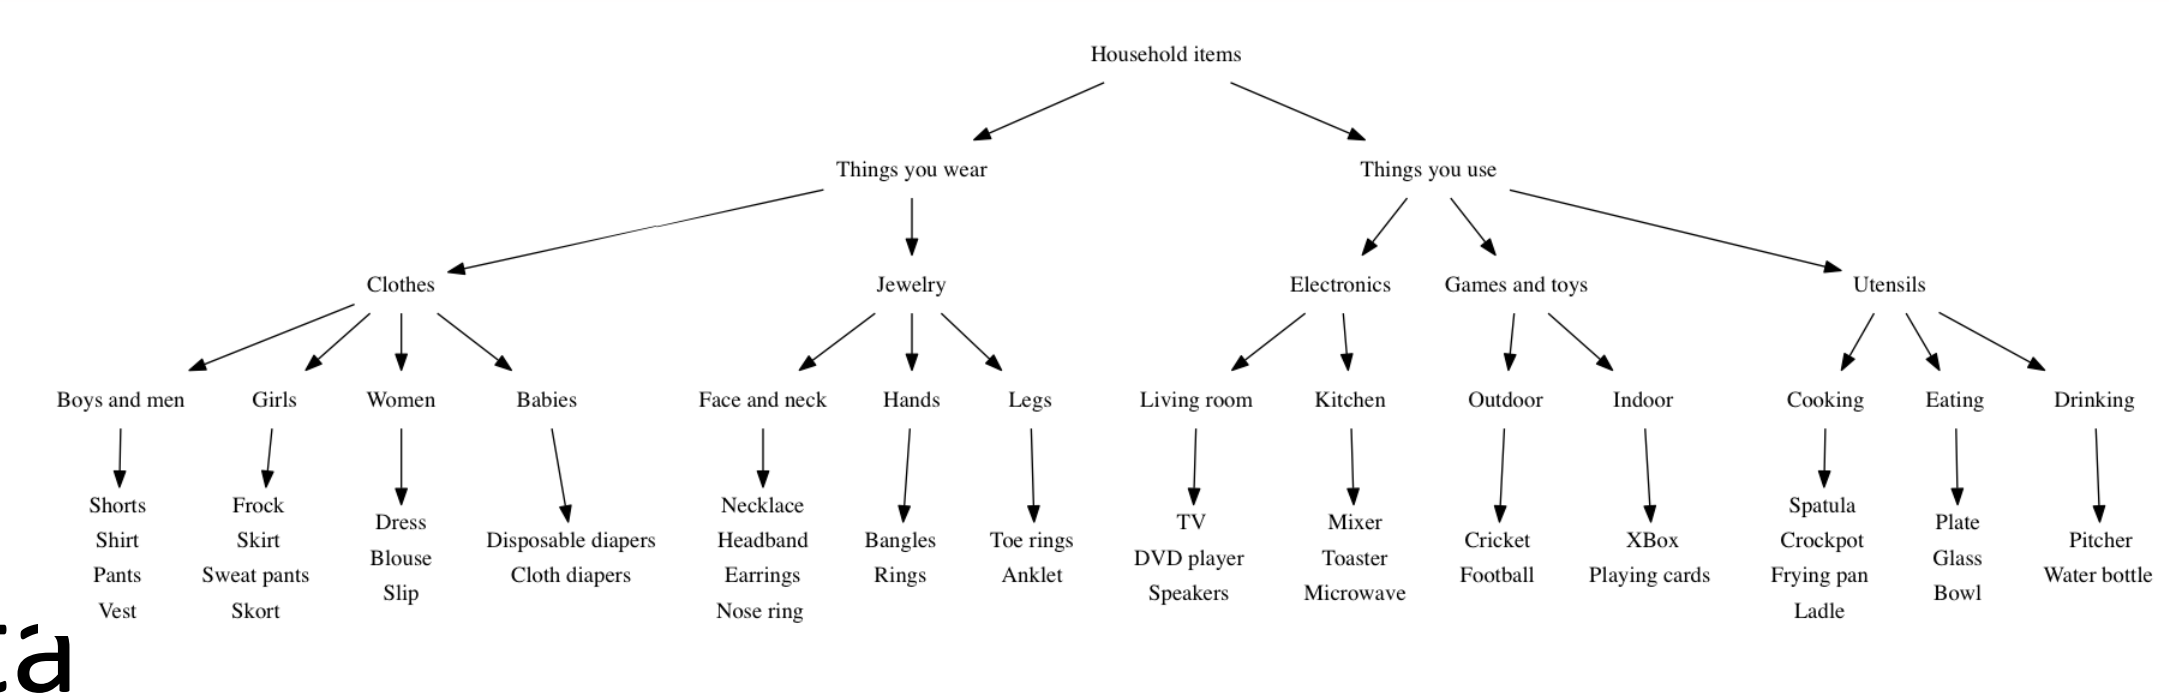 Household items
Things you wear
Things you use
Clothes
Jewelry
Electronics
Games and toys
Utensils
Boys and men
Girls
Women
Babies
Face and neck
Hands
Legs
Living room
Kitchen
Outdoor
Indoor
Cooking
Eating
Drinking
Shorts
Shirt
Pants
Vest
Frock
Skirt
Sweat pants
Skort
Dress
Blouse
Slip
Disposable diapers
Cloth diapers
Necklace
Headband
Earrings
Nose ring
Bangles
Rings
Toe rings
Anklet
TV
DVD player
Speakers
Mixer
Toaster
Microwave
Cricket
Football
XBox
Playing cards
Spatula
Crockpot
Frying pan
Ladle
Plate
Glass
Bowl
Pitcher
Water bottle